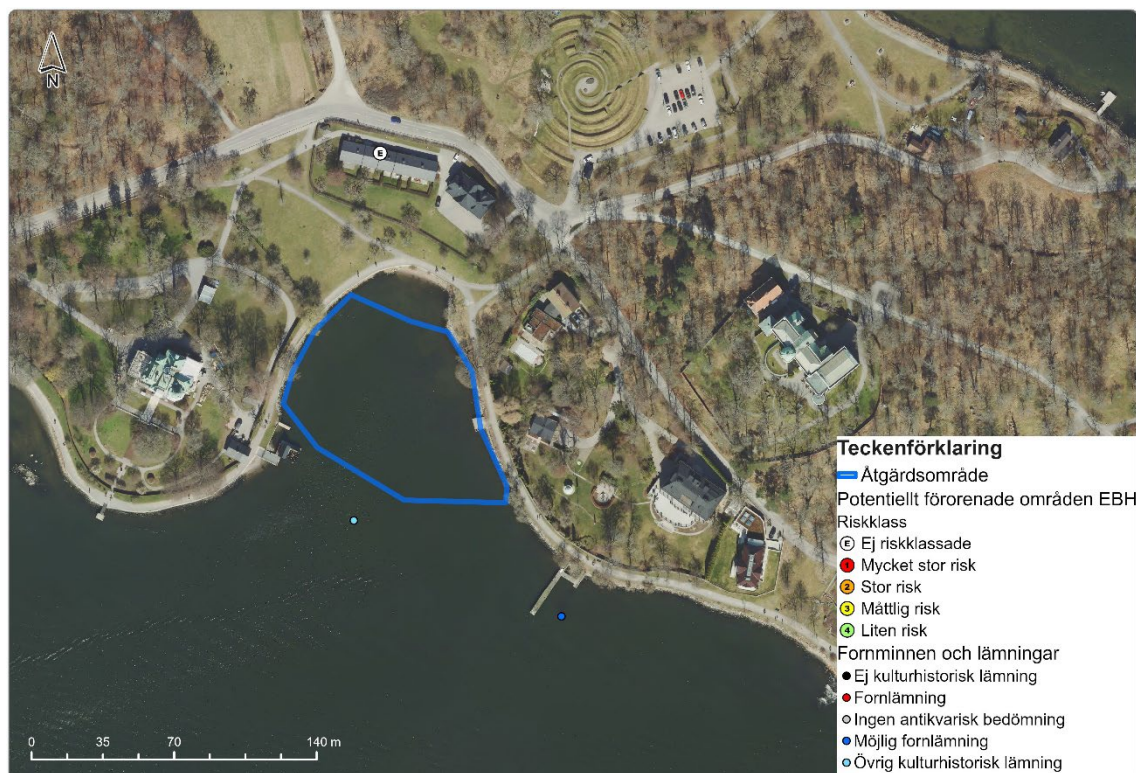 N
E
Teckenförklaring
Åtgärdsområde
Potentiellt förorenade områden EBH
Riskklass
E Ej riskklassade
1 Mycket stor risk
2 Stor risk
3 Måttlig risk
4 Liten risk
Fornminnen och lämningar
Ej kulturhistorisk lämning
Fornlämning
Ingen antikvarisk bedömning
Möjlig fornlämning
Övrig kulturhistorisk lämning
0 35 70 140 m